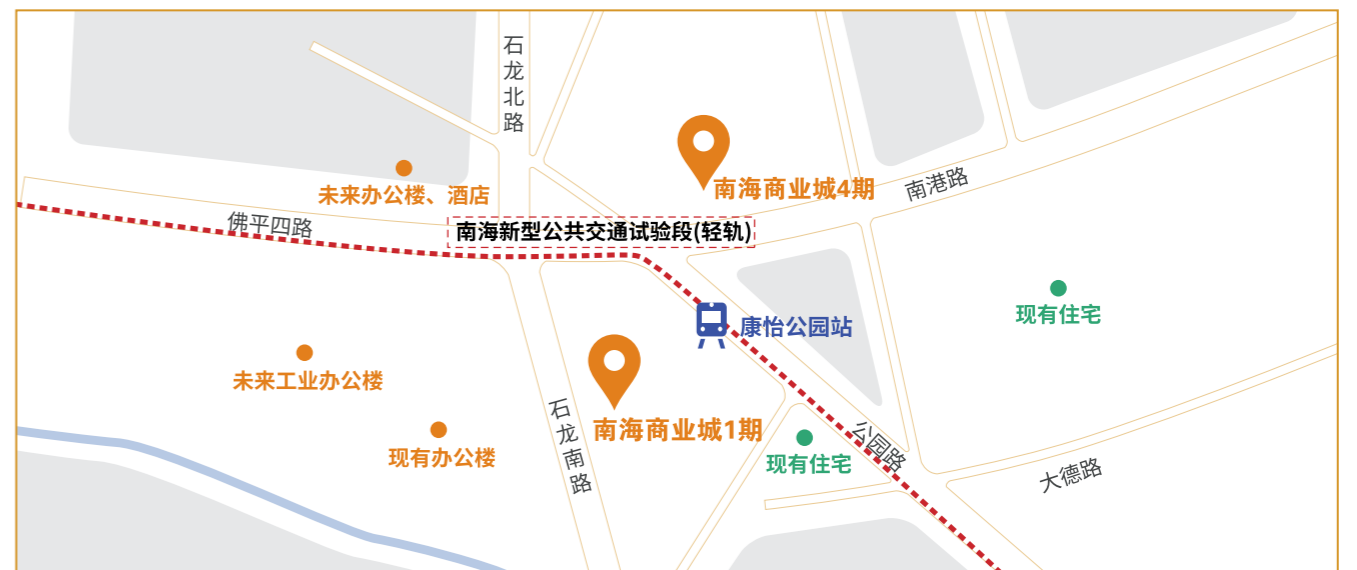 石龙北路
南海商业城4期
南港路
未来办公楼、酒店
佛平四路
南海新型公共交通试验段(轻轨)
现有住宅
康怡公园站
未来工业办公楼
石龙南路
南海商业城1期
公园路
现有办公楼
现有住宅
大德路